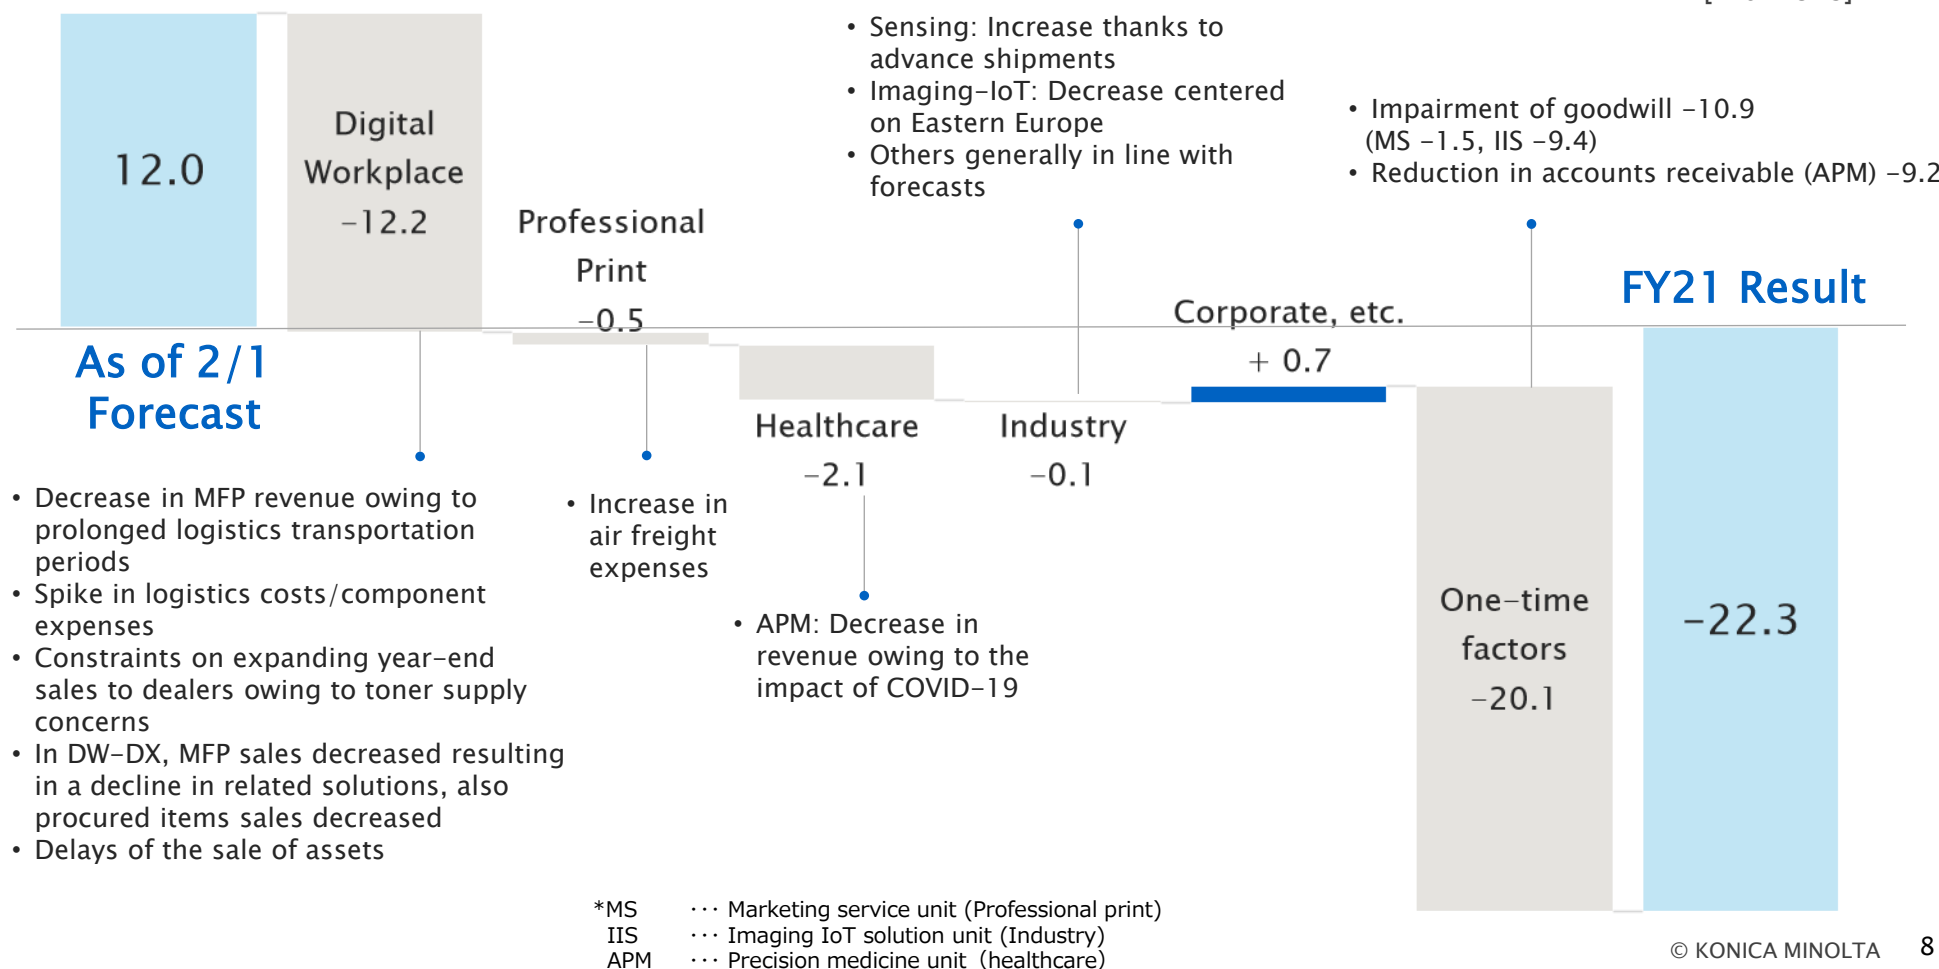 12.0
As of 2/1
Forecast
Digital
Workplace
-12.2
• Decrease in MFP revenue owing to
prolonged logistics transportation
periods
• Spike in logistics costs/component
expenses
• Constraints on expanding year-end
sales to dealers owing to toner supply
concerns
• In DW-DX, MFP sales decreased resulting
in a decline in related solutions, also
procured items sales decreased
• Delays of the sale of assets
Professional
Print
-0.5
• Increase in
air freight
expenses
Healthcare
-2.1
• APM: Decrease in
revenue owing to the
impact of COVID-19
• Sensing: Increase thanks to
advance shipments
• Imaging-IoT: Decrease centered
on Eastern Europe
• Others generally in line with
forecasts
Industry
-0.1
Corporate, etc.
+ 0.7
• Impairment of goodwill -10.9
(MS -1.5, IIS -9.4)
• Reduction in accounts receivable (APM) -9.2
One-time
factors
-20.1
FY21 Result
-22.3
*MS ・・・ Marketing service unit (Professional print)
IIS ・・・ Imaging IoT solution unit (Industry)
APM ・・・ Precision medicine unit (healthcare)
© KONICA MINOLTA 8